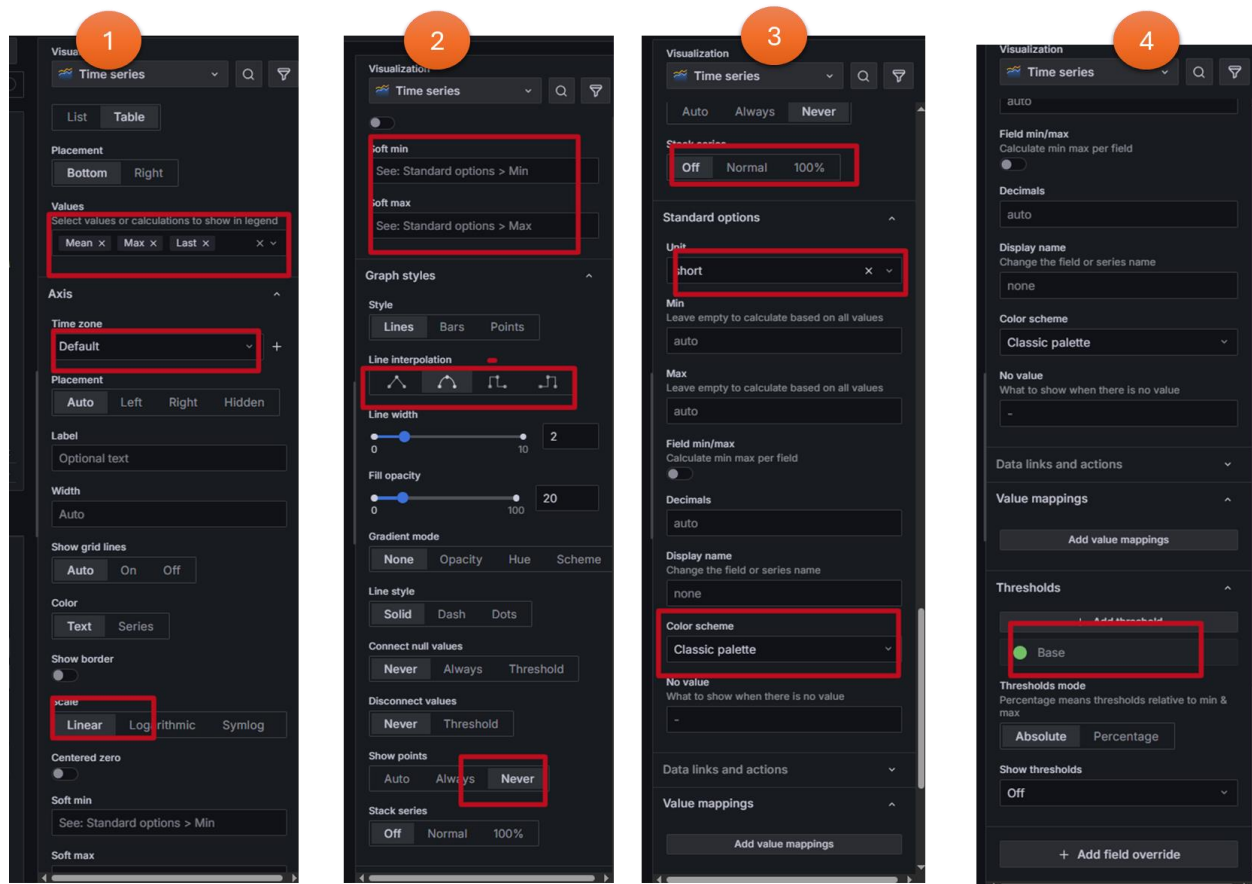 1
Visua
Time series
List Table
Placement
Bottom Right
Values
Select values or calculations to show in legend
Mean × Max × Last ×
Axis
Time zone
Default
Placement
Auto Left Right Hidden
Label
Optional text
Width
Auto
Show grid lines
Auto On Off
Color
Text Series
Show border
Scale
Linear Logarithmic Symlog
Centered zero
Soft min
See: Standard options > Min
Soft max
2
Visualization
Time series
Soft min
See: Standard options > Min
Soft max
See: Standard options > Max
Graph styles
Style
Lines Bars Points
Line interpolation
Line width
2
0 10
Fill opacity
20
0 100
Gradient mode
None Opacity Hue Scheme
Line style
Solid Dash Dots
Connect null values
Never Always Threshold
Disconnect values
Never Threshold
Show points
Auto Always Never
Stack series
Off Normal 100%
3
Visualization
Time series
Auto Always Never
Stack series
Off Normal 100%
Standard options
Unit
short
Min
Leave empty to calculate based on all values
auto
Max
Leave empty to calculate based on all values
auto
Field min/max
Calculate min max per field
Decimals
auto
Display name
Change the field or series name
none
Color scheme
Classic palette
No value
What to show when there is no value
-
Data links and actions
Value mappings
Add value mappings
4
Visualization
Time series
auto
Field min/max
Calculate min max per field
Decimals
auto
Display name
Change the field or series name
none
Color scheme
Classic palette
No value
What to show when there is no value
-
Data links and actions
Value mappings
Add value mappings
Thresholds
+ Add threshold
Base
Thresholds mode
Percentage means thresholds relative to min &
max
Absolute Percentage
Show thresholds
Off
+ Add field override